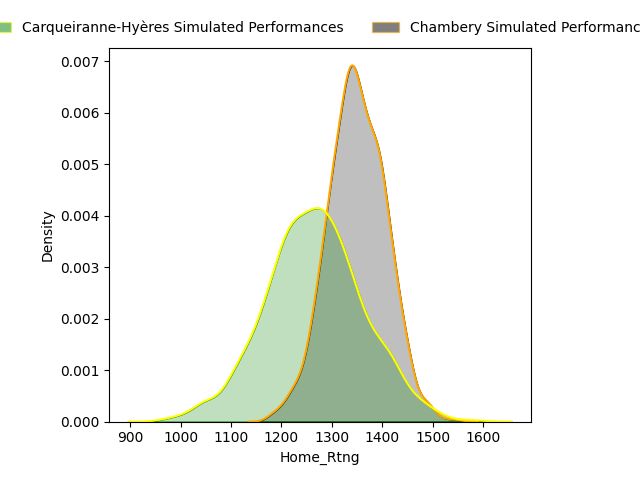 Carqueiranne-Hyères Simulated Performances Chambery Simulated Performanc
0.007
0.006
0.005
0.004
0.003
0.002
0.001
0.000
Density
900 1000 1100 1200 1300 1400 1500 1600
Home_Rtng